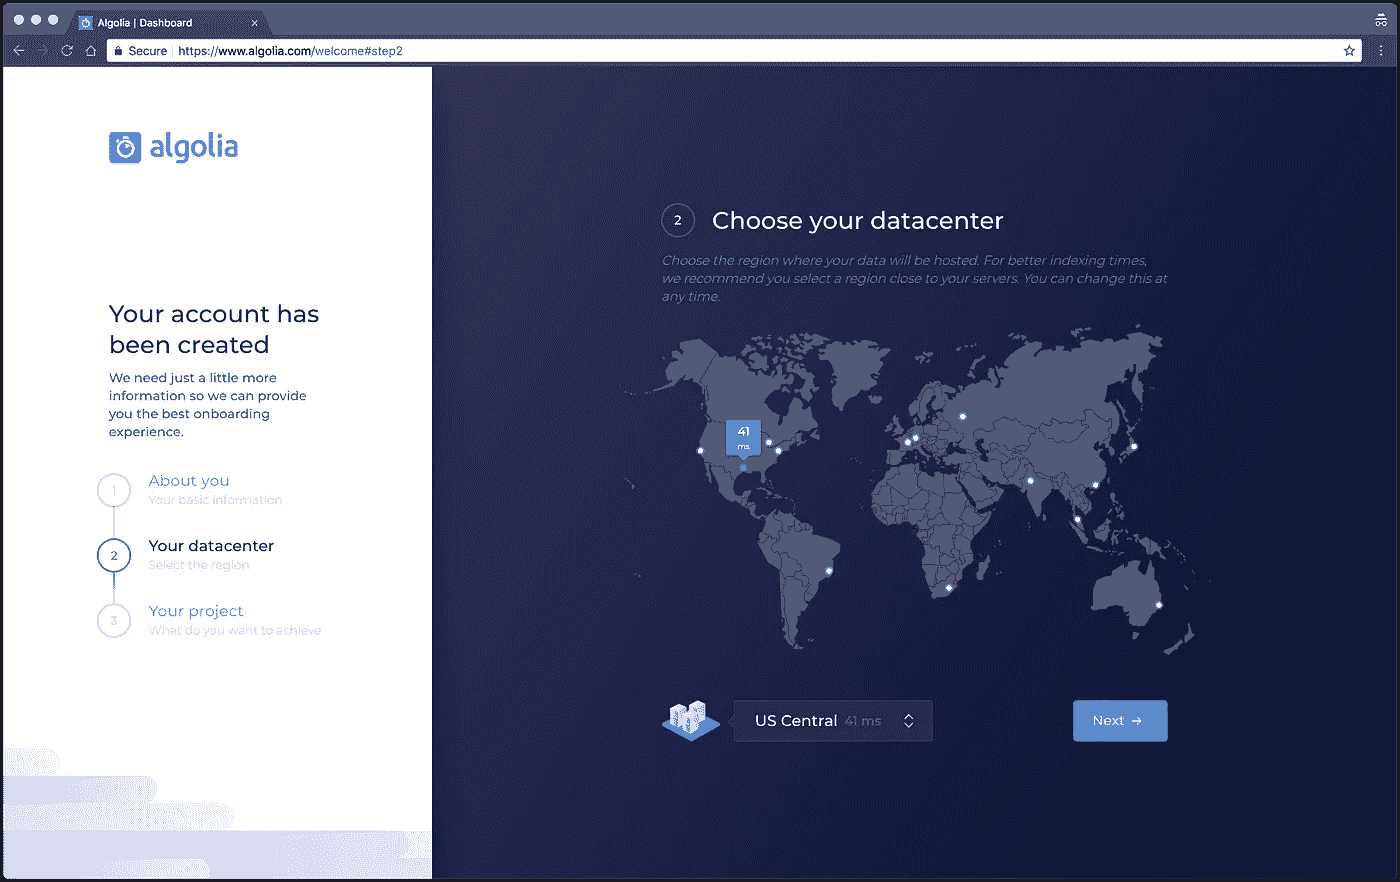 Algolia | Dashboard
Secure https://www.algolia.com/welcome#step2
algolia
Your account has
been created
We need just a little more
information so we can provide
you the best onboarding
experience.
1
About you
Your basic information
2
Your datacenter
Select the region
3
Your project
What do you want to achieve
2
Choose your datacenter
Choose the region where your data will be hosted. For better indexing times,
we recommend you select a region close to your servers. You can change this at
any time.
41
ms
US Central 41 ms
Next →